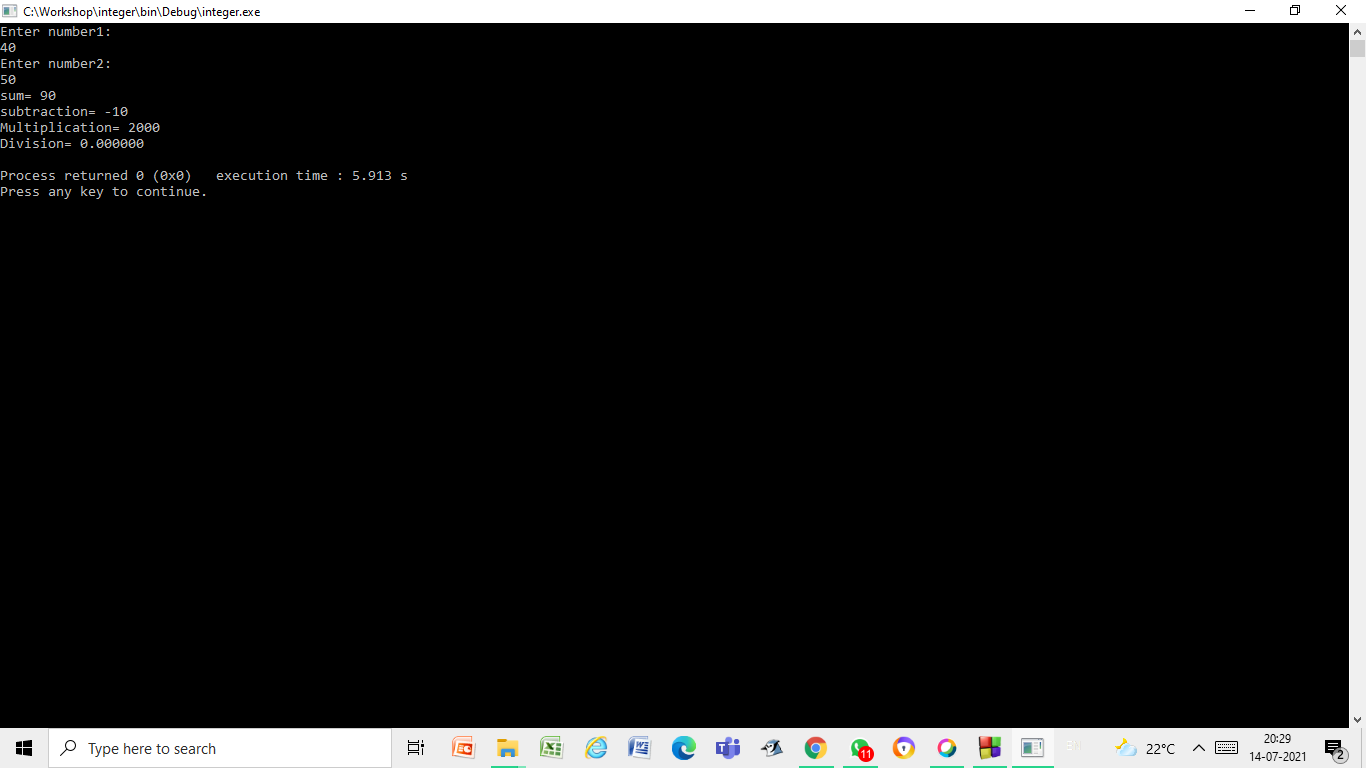 C:\Workshop\integer\bin\Debug\integer.exe
Enter number1:
40
Enter number2:
50
sum= 90
subtraction= -10
Multiplication= 2000
Division= 0.000000
Process returned 0 (0x0)   execution time : 5.913 s
Press any key to continue.
Type here to search
11
22°C
20:29
14-07-2021
2